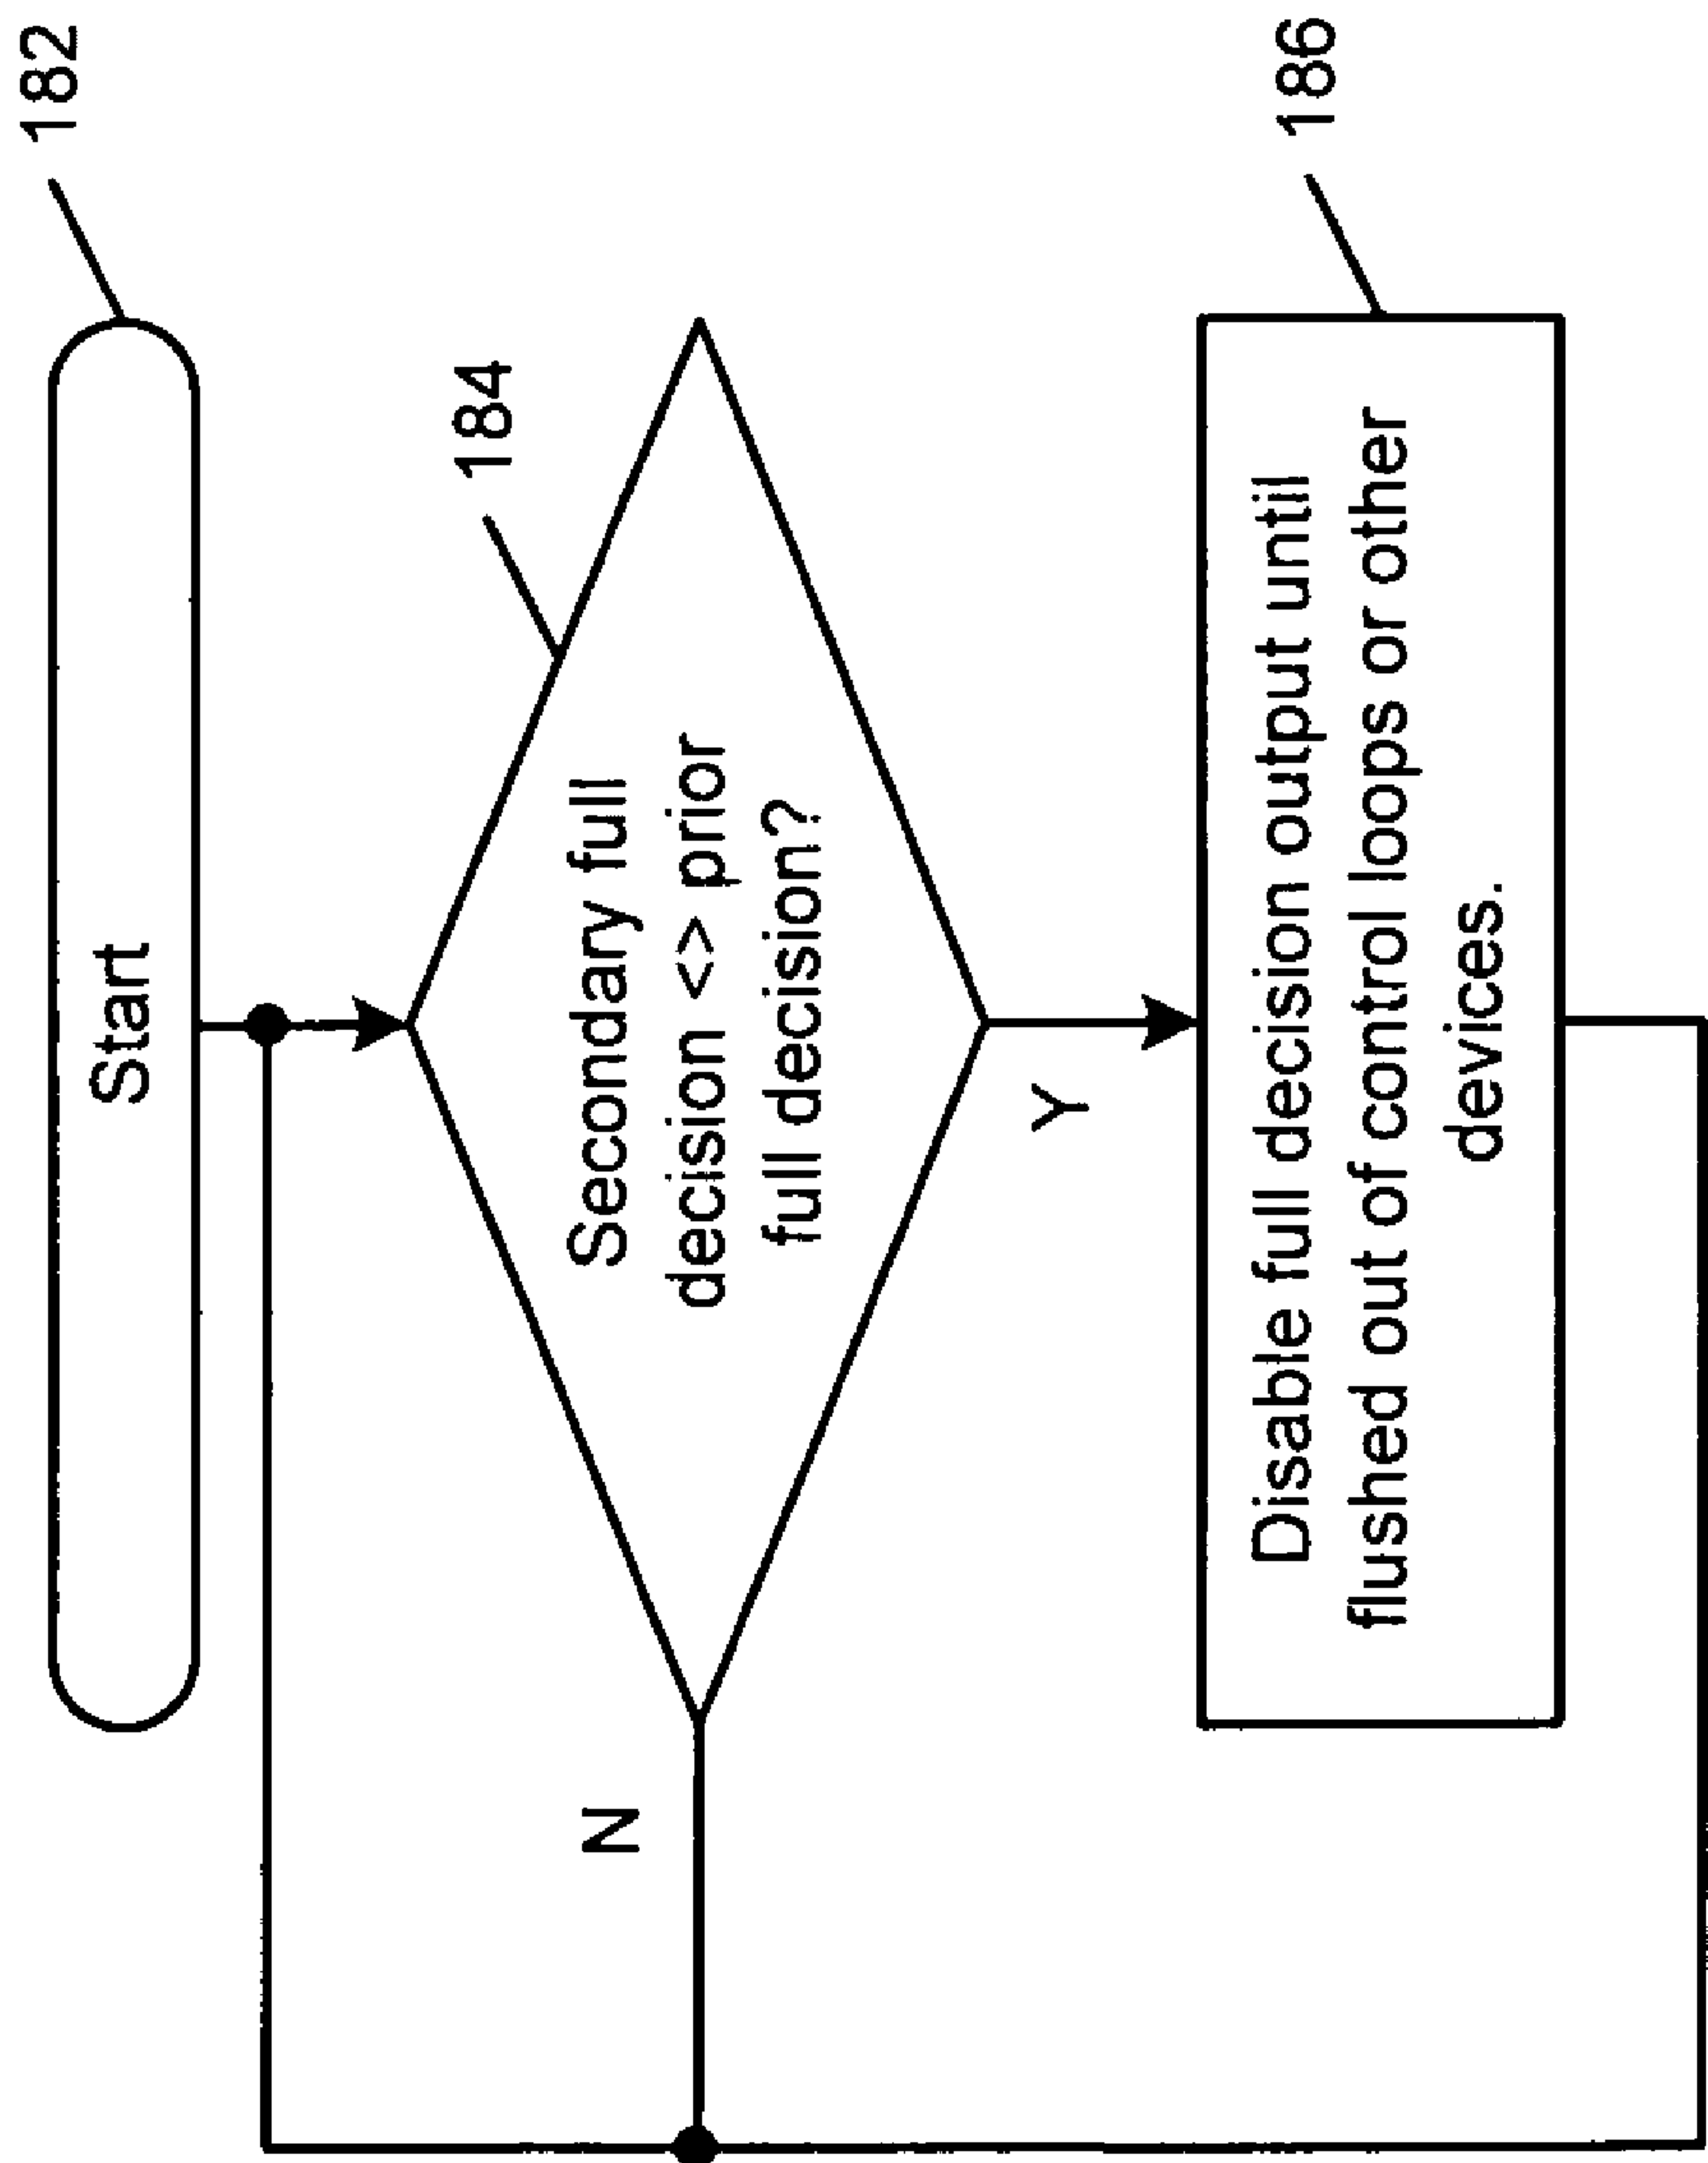 Start
182
Secondary full
decision <> prior
full decision?
184
N
Y
Disable full decision output until
flushed out of control loops or other
devices.
186